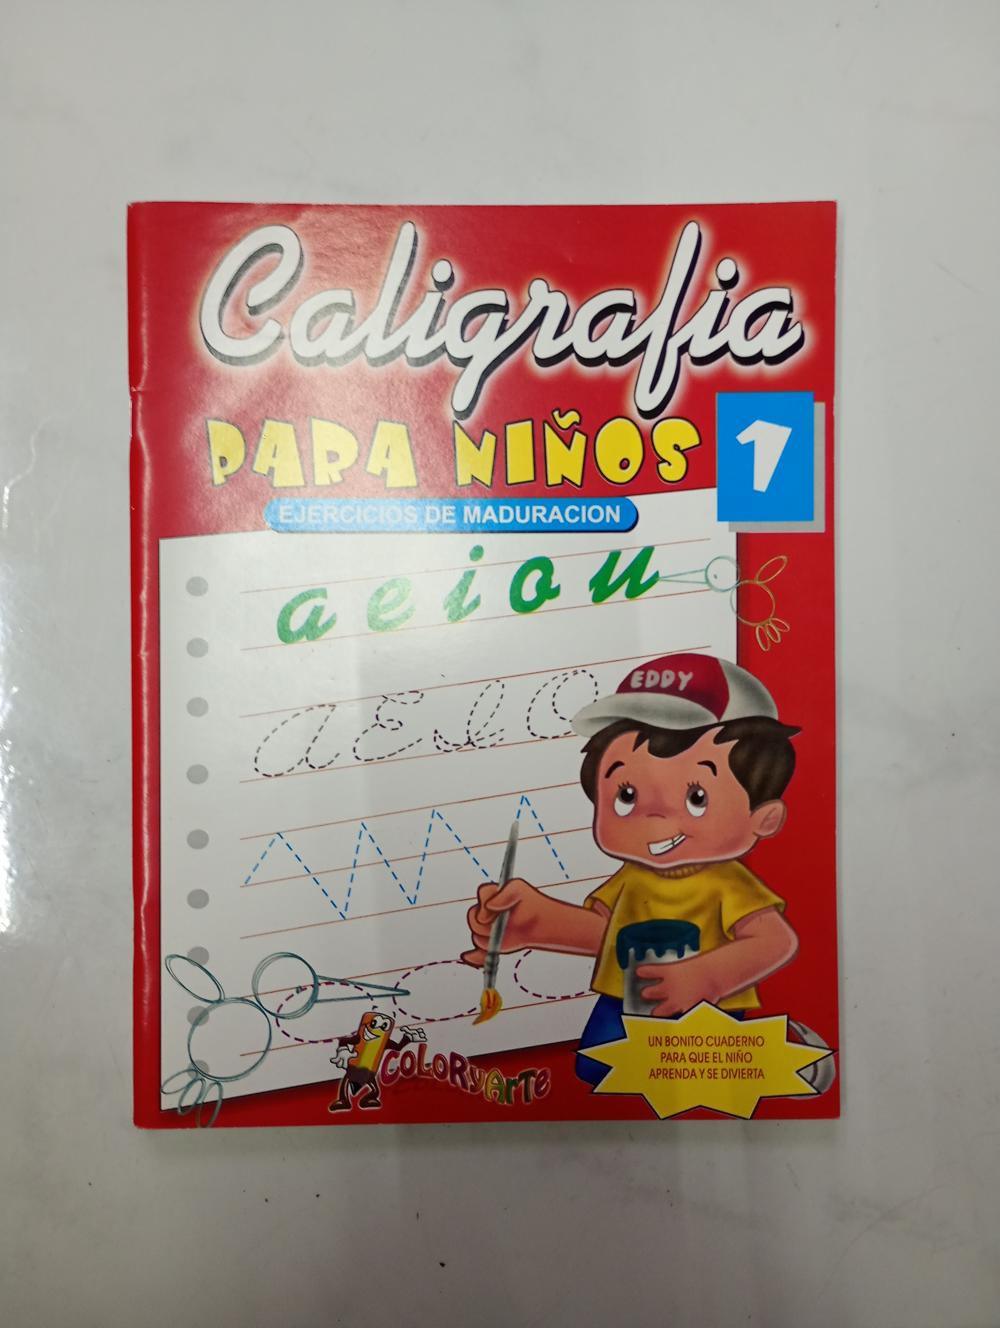 Caligrafia
PARA NIÑOS
1
EJERCICIOS DE MADURACION
a e i o u
EDDY
a E i O
UN BONITO CUADERNO
PARA QUE EL NIÑO
APRENDA Y SE DIVIERTA
COLORyArTe